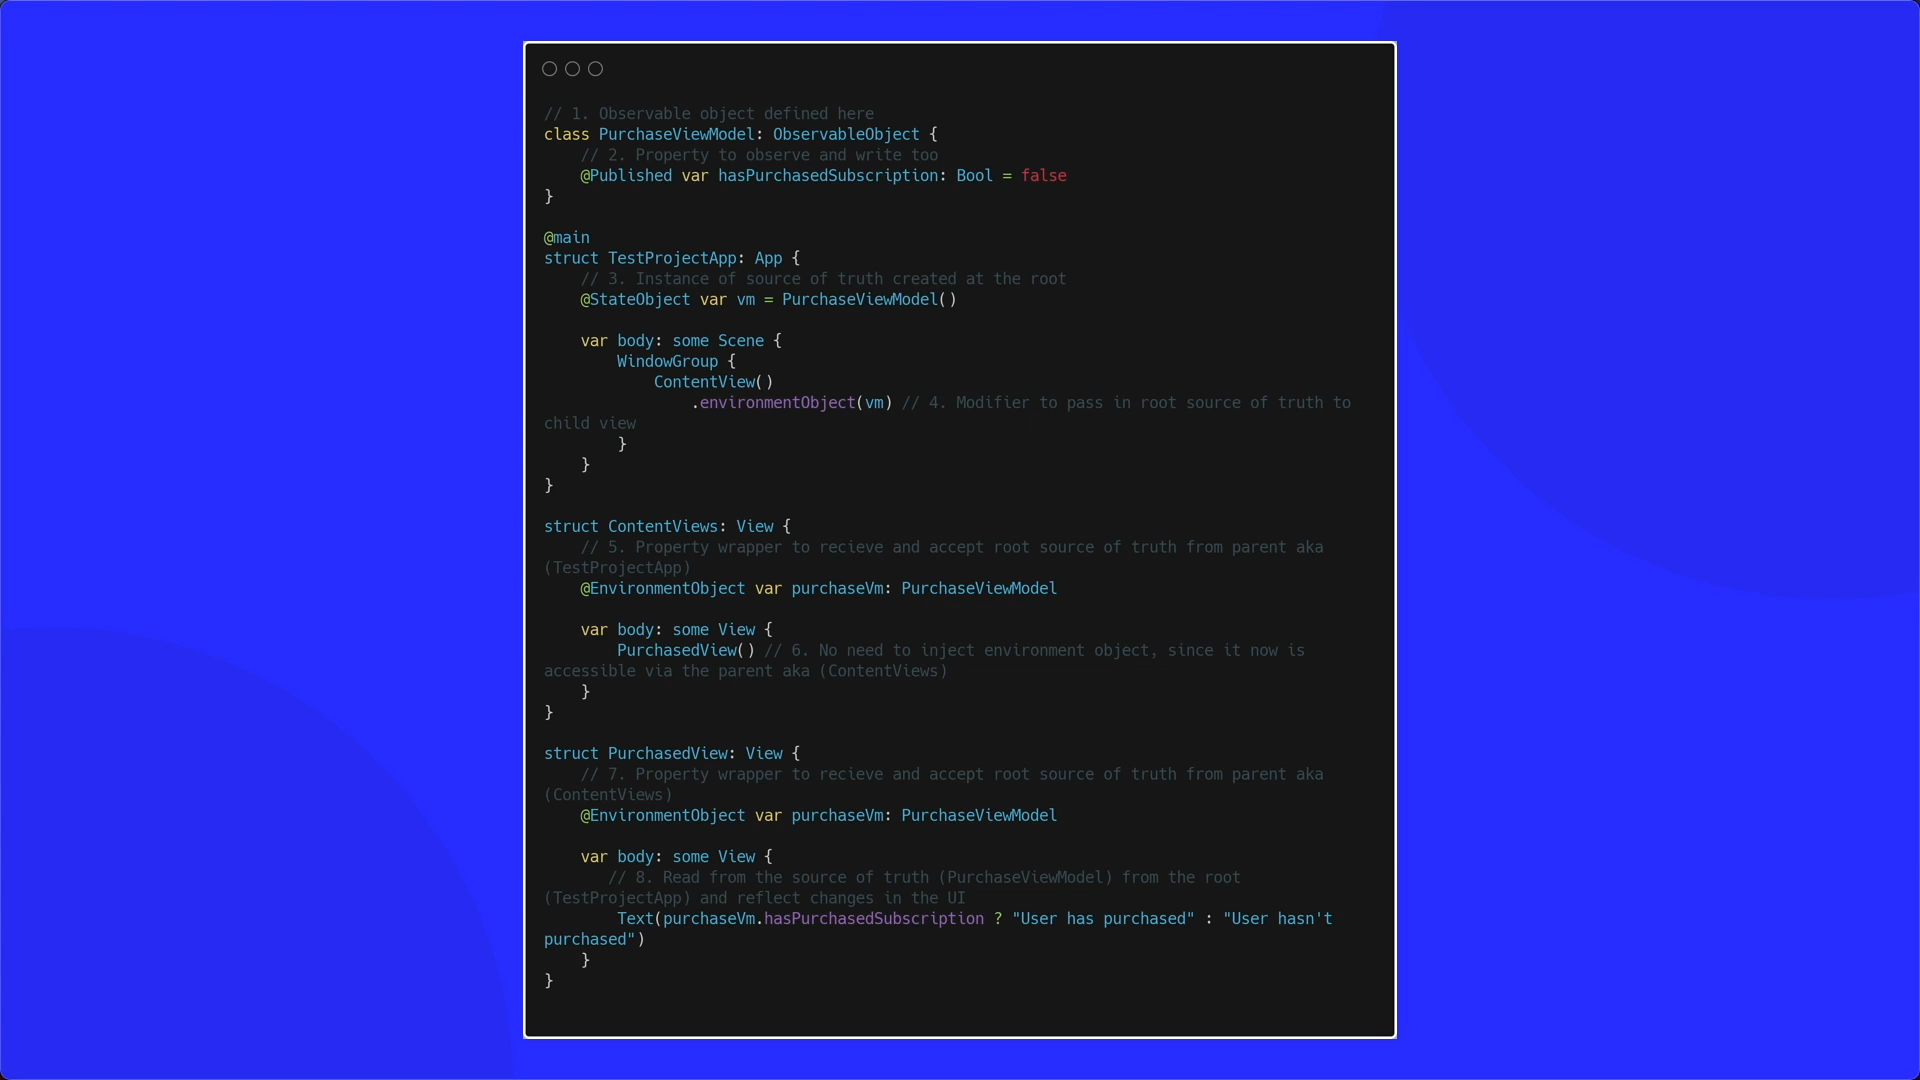 // 1. Observable object defined here
class PurchaseViewModel: ObservableObject {
    // 2. Property to observe and write too
    @Published var hasPurchasedSubscription: Bool = false
}

@main
struct TestProjectApp: App {
    // 3. Instance of source of truth created at the root
    @StateObject var vm = PurchaseViewModel()

    var body: some Scene {
        WindowGroup {
            ContentView()
                .environmentObject(vm) // 4. Modifier to pass in root source of truth to
child view
        }
    }
}

struct ContentViews: View {
    // 5. Property wrapper to recieve and accept root source of truth from parent aka
(TestProjectApp)
    @EnvironmentObject var purchaseVm: PurchaseViewModel

    var body: some View {
        PurchasedView() // 6. No need to inject environment object, since it now is
accessible via the parent aka (ContentViews)
    }
}

struct PurchasedView: View {
    // 7. Property wrapper to recieve and accept root source of truth from parent aka
(ContentViews)
    @EnvironmentObject var purchaseVm: PurchaseViewModel

    var body: some View {
       // 8. Read from the source of truth (PurchaseViewModel) from the root
(TestProjectApp) and reflect changes in the UI
        Text(purchaseVm.hasPurchasedSubscription ? "User has purchased" : "User hasn't
purchased")
    }
}